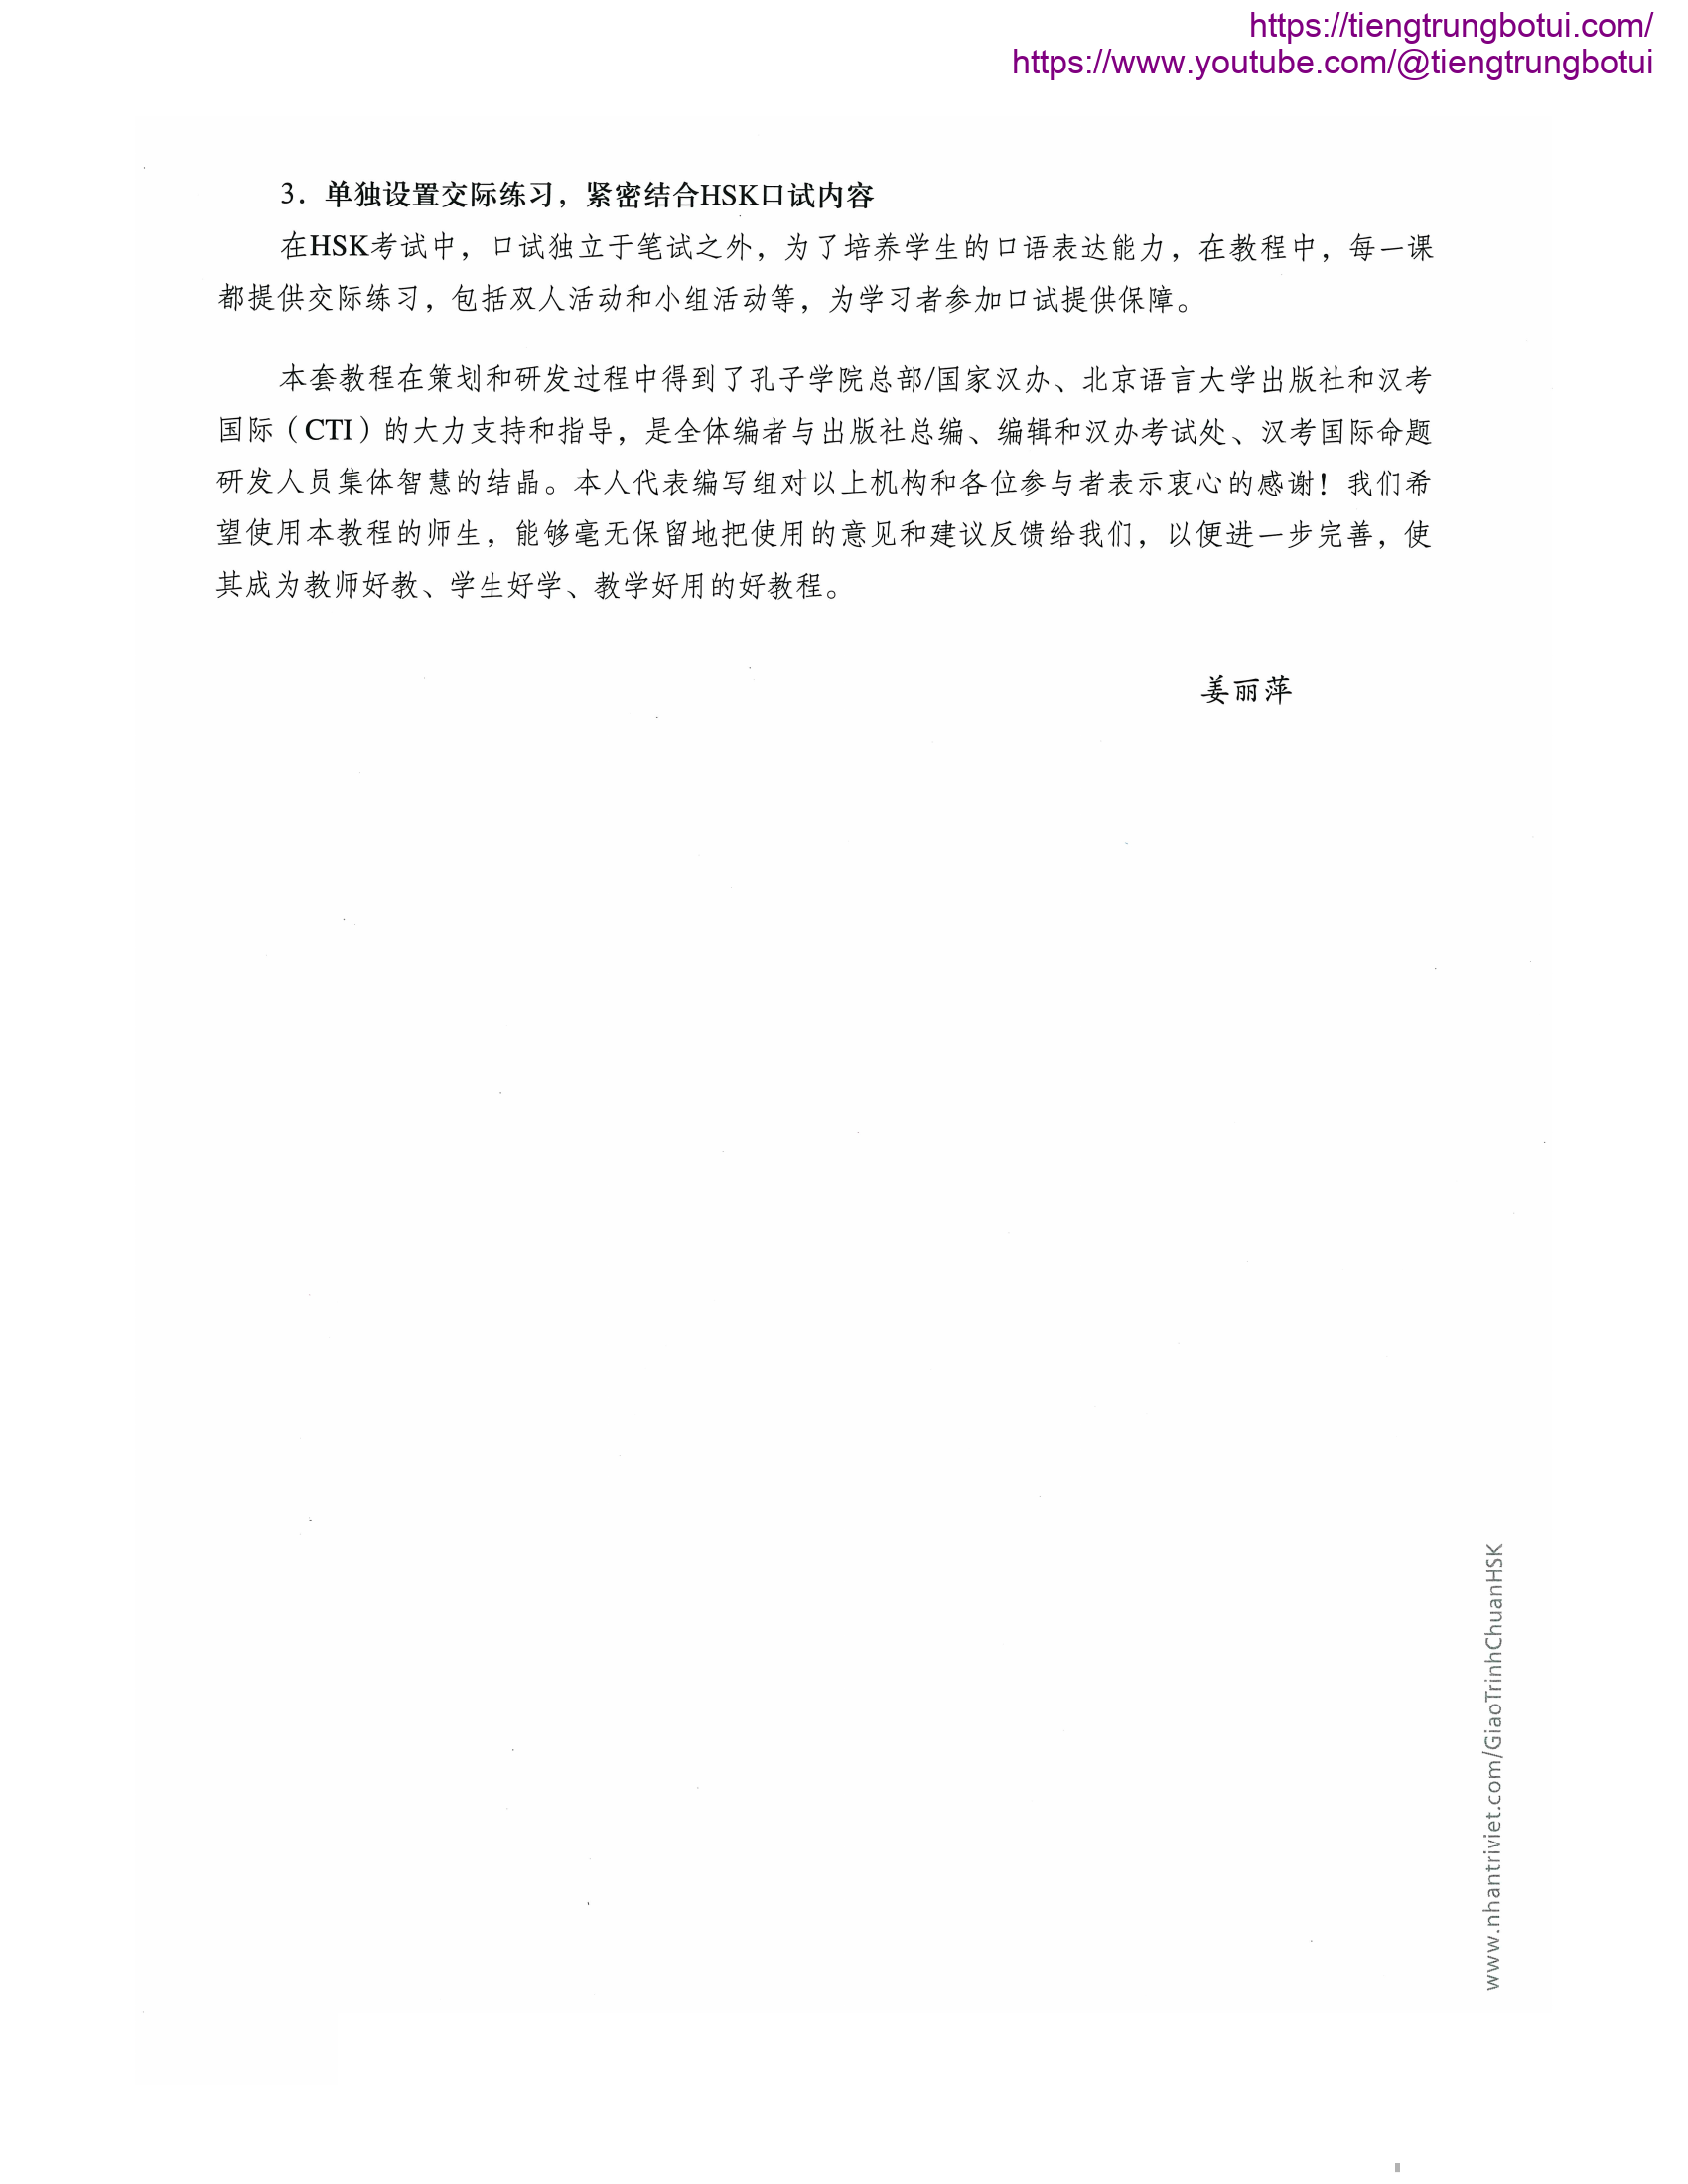 https://tiengtrungbotui.com/
https://www.youtube.com/@tiengtrungbotui
3．单独设置交际练习，紧密结合HSK口试内容
在HSK考试中，口试独立于笔试之外，为了培养学生的口语表达能力，在教程中，每一课
都提供交际练习，包括双人活动和小组活动等，为学习者参加口试提供保障。
本套教程在策划和研发过程中得到了孔子学院总部/国家汉办、北京语言大学出版社和汉考
国际（CTI）的大力支持和指导，是全体编者与出版社总编、编辑和汉办考试处、汉考国际命题
研发人员集体智慧的结晶。本人代表编写组对以上机构和各位参与者表示衷心的感谢！我们希
望使用本教程的师生，能够毫无保留地把使用的意见和建议反馈给我们，以便进一步完善，使
其成为教师好教、学生好学、教学好用的好教程。
姜丽萍
www.nhantriviet.com/GiaoTrinhChuanHSK